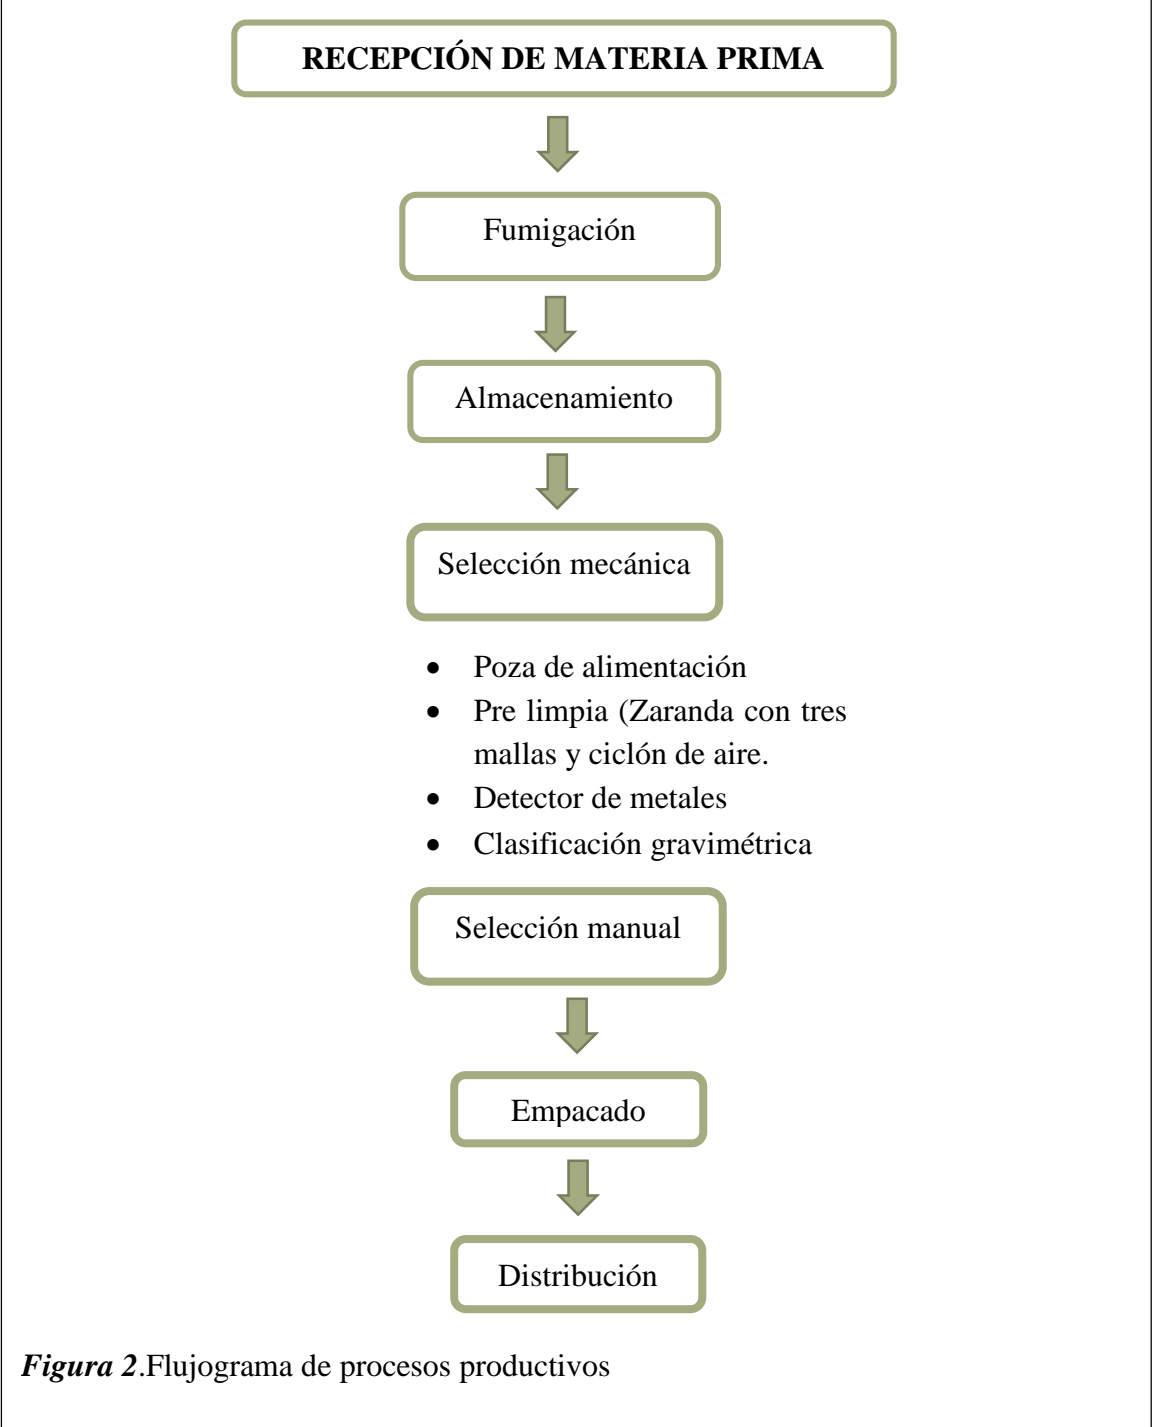 RECEPCIÓN DE MATERIA PRIMA
Fumigación
Almacenamiento
Selección mecánica
• Poza de alimentación
• Pre limpia (Zaranda con tres
mallas y ciclón de aire.
• Detector de metales
• Clasificación gravimétrica
Selección manual
Empacado
Distribución
Figura 2.Flujograma de procesos productivos